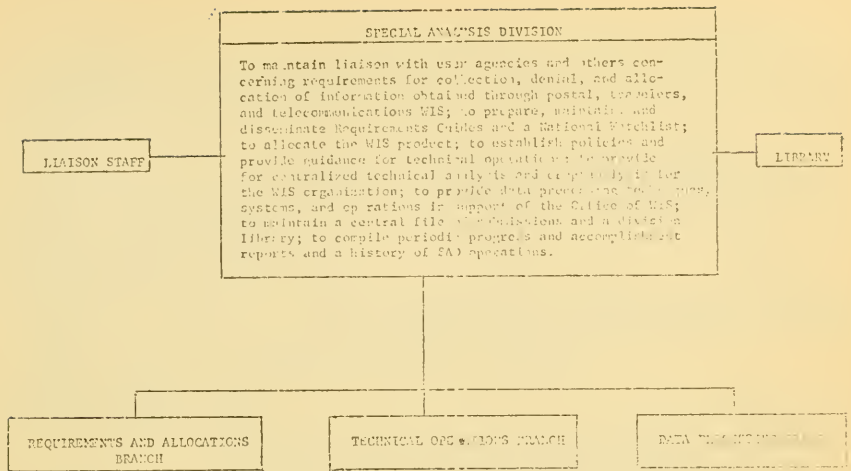 SPECIAL ANALYSIS DIVISION
To maintain liaison with user agencies and others con-
cerning requirements for collection, denial, and allo-
cation of information obtained through postal, travelers,
and telecommunications WIS; to prepare, maintain, and
disseminate Requirements Guides and a National Watchlist;
to allocate the WIS product; to establish policies and
provide guidance for technical operations; to provide
for centralized technical analysis and for
the WIS organization; to provide data processing
systems, and operations in support of the Office of WIS;
to maintain a central file of submissions and a division
library; to compile periodic progress and accomplishment
reports and a history of SAD operations.
LIAISON STAFF
LIBRARY
REQUIREMENTS AND ALLOCATIONS
BRANCH
TECHNICAL OPERATIONS BRANCH
DATA